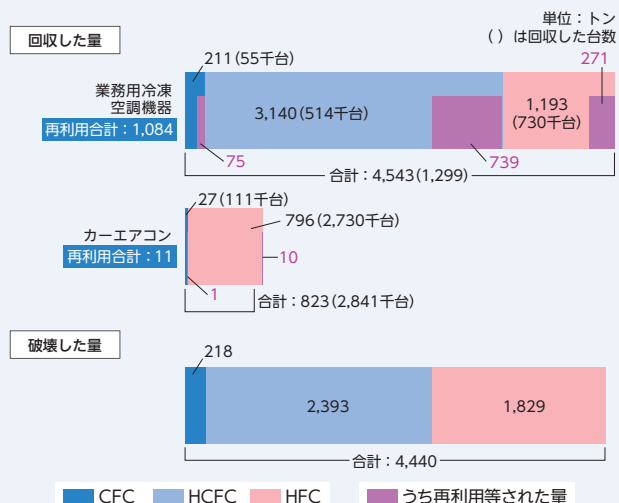 単位：トン
( ）は回収した台数
回収した量
211(55千台)
271
業務用冷凍
空調機器
再利用合計：1,084
3,140(514千台)
1,193
(730千台)
75
739
合計：4,543(1,299)
27(111千台)
796(2,730千台)
カーエアコン
再利用合計：11
10
1
合計：823(2,841千台)
破壊した量
218
2,393
1,829
合計：4,440
CFC HCFC HFC うち再利用等された量